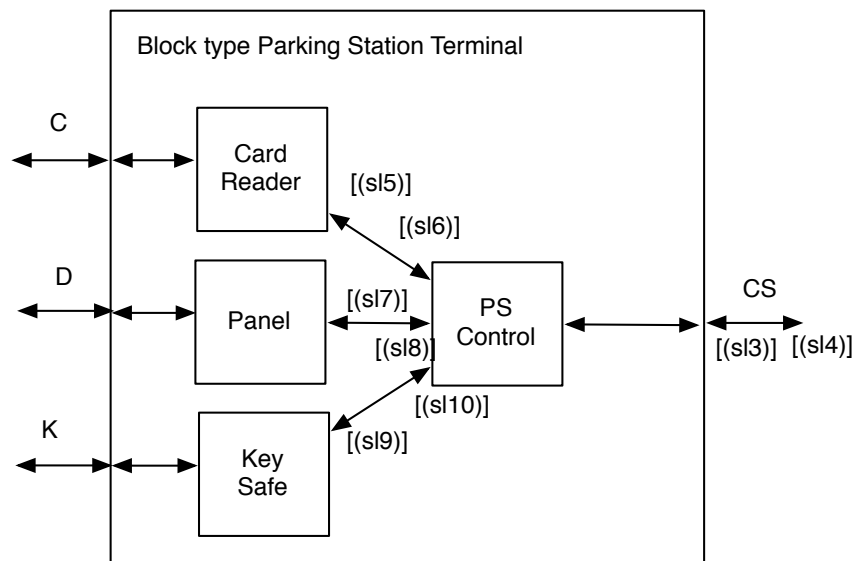 Block type Parking Station Terminal
C
Card
Reader
[(sl5)]
[(sl6)]
D
Panel
[(sl7)]
[(sl8)]
PS
Control
CS
[(sl3)]
[(sl4)]
K
Key
Safe
[(sl10)]
[(sl9)]